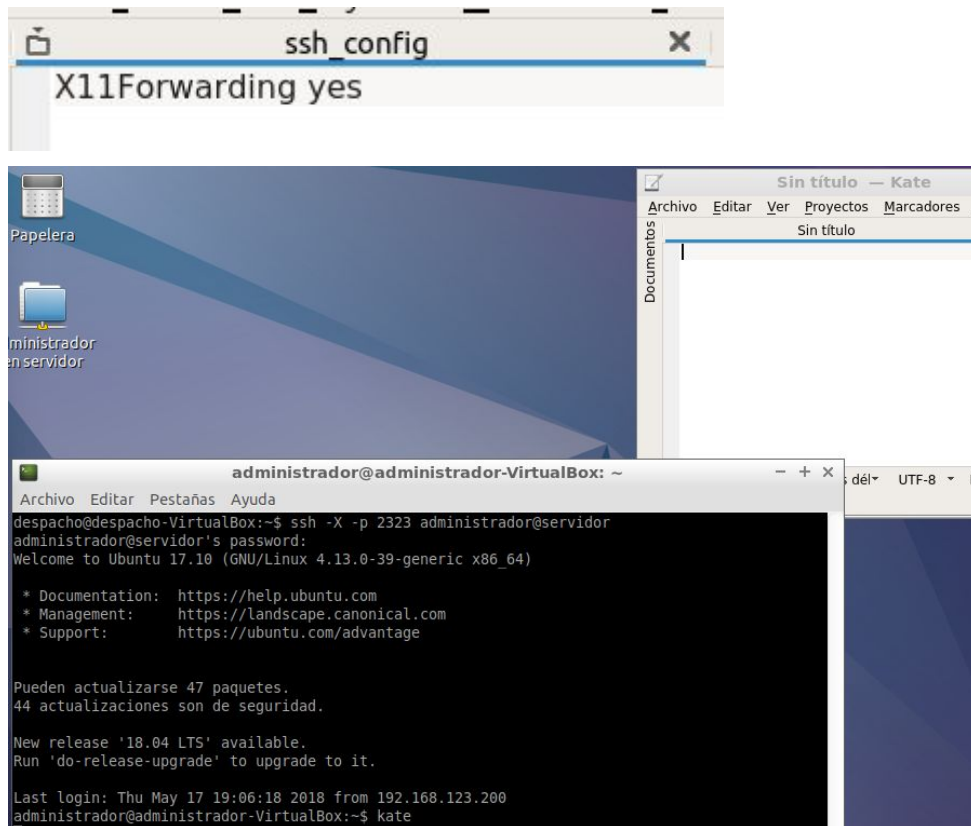 ssh_config
X11Forwarding yes
Sin título — Kate
Archivo Editar Ver Proyectos Marcadores
Sin título
Documentos
Papelera
ministrador
en servidor
administrador@administrador-VirtualBox: ~
Archivo Editar Pestañas Ayuda
dél UTF-8
despacho@despacho-VirtualBox:~$ ssh -X -p 2323 administrador@servidor
administrador@servidor's password:
Welcome to Ubuntu 17.10 (GNU/Linux 4.13.0-39-generic x86_64)
* Documentation: https://help.ubuntu.com
* Management: https://landscape.canonical.com
* Support: https://ubuntu.com/advantage
Pueden actualizarse 47 paquetes.
44 actualizaciones son de seguridad.
New release '18.04 LTS' available.
Run 'do-release-upgrade' to upgrade to it.
Last login: Thu May 17 19:06:18 2018 from 192.168.123.200
administrador@administrador-VirtualBox:~$ kate